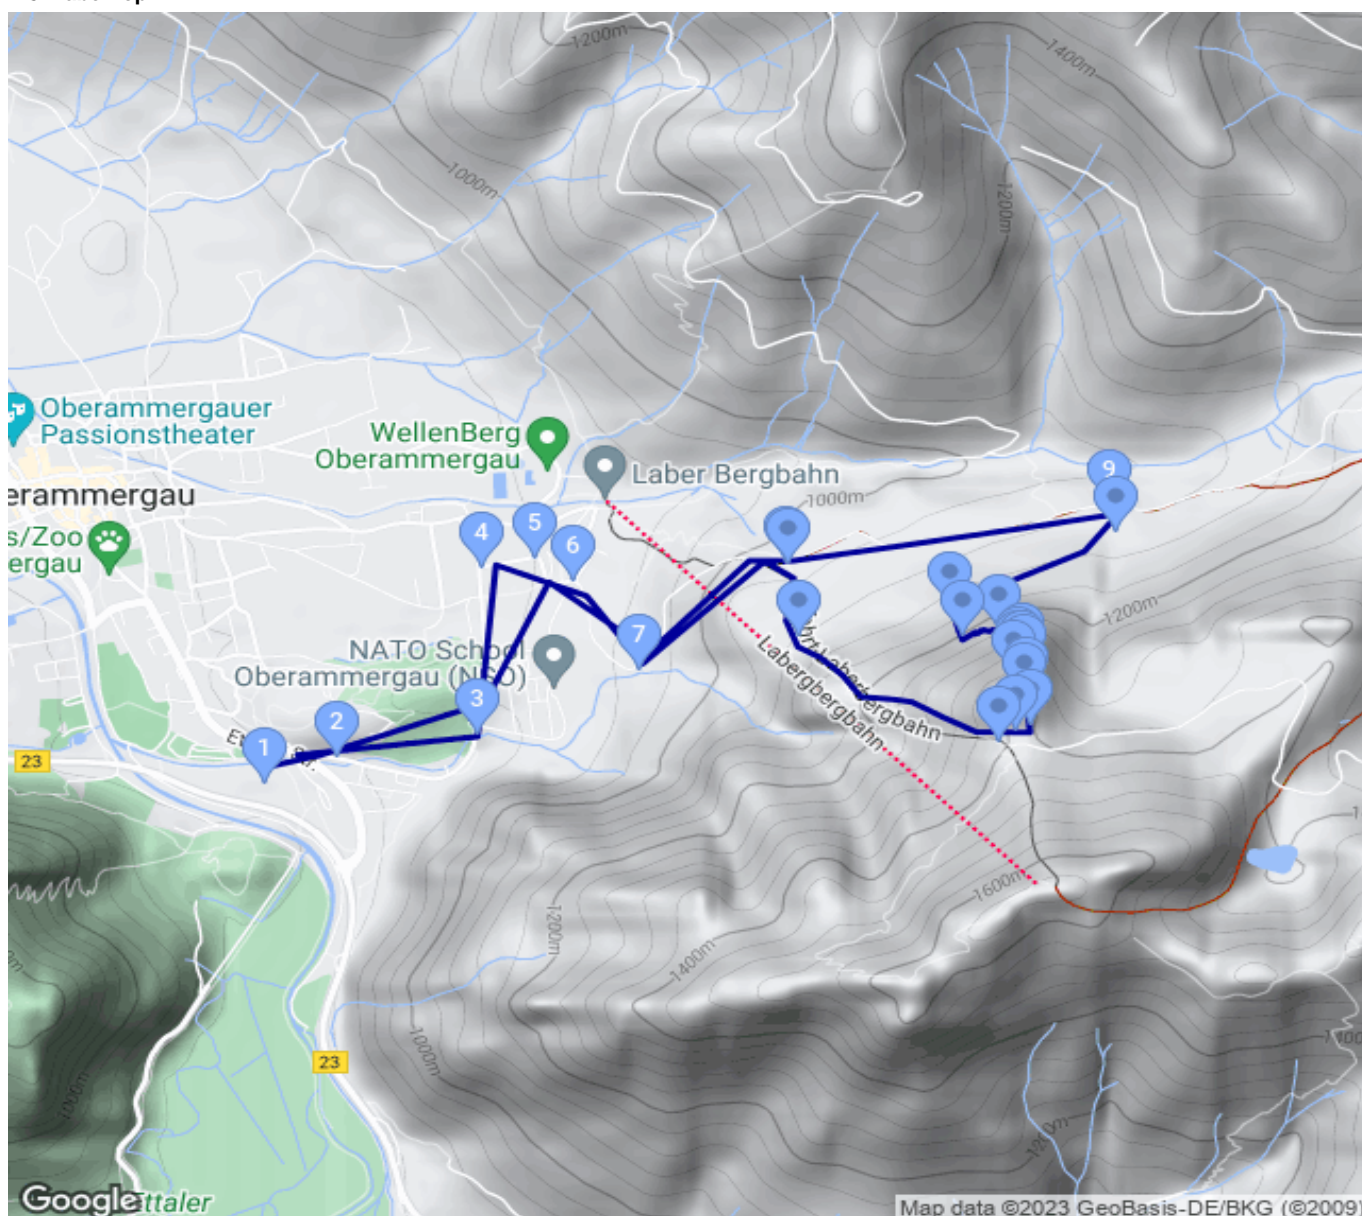 1200m
1400m
1000m
1200m
Oberammergauer
Passionstheater
WellenBerg
Oberammergau
Laber Bergbahn
erammergau
1000m
9
s/Zoo
ergau
4
5
6
1200m
7
NATO School
Oberammergau (NSO)
Labergbergbahn
3
2
1
23
1600m
1200m
1400m
1000m
23
1000m
1200m
Google
ttaler
Map data ©2023 GeoBasis-DE/BKG (©2009)